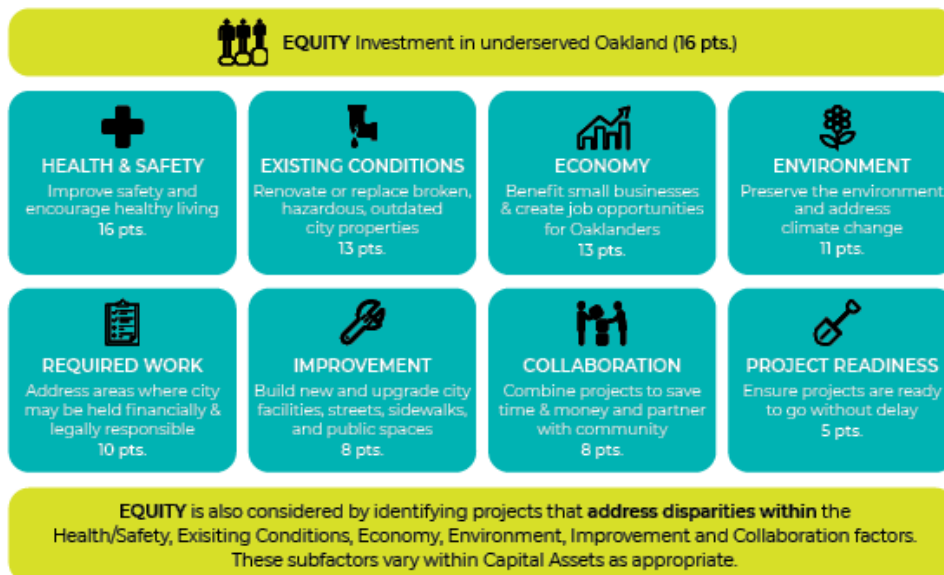 EQUITY Investment in underserved Oakland (16 pts.)
HEALTH & SAFETY
Improve safety and
encourage healthy living
16 pts.
EXISTING CONDITIONS
Renovate or replace broken,
hazardous, outdated
city properties
13 pts.
ECONOMY
Benefit small businesses
& create job opportunities
for Oaklanders
13 pts.
ENVIRONMENT
Preserve the environment
and address
climate change
11 pts.
REQUIRED WORK
Address areas where city
may be held financially &
legally responsible
10 pts.
IMPROVEMENT
Build new and upgrade city
facilities, streets, sidewalks,
and public spaces
8 pts.
COLLABORATION
Combine projects to save
time & money and partner
with community
8 pts.
PROJECT READINESS
Ensure projects are ready
to go without delay
5 pts.
EQUITY is also considered by identifying projects that address disparities within the
Health/Safety, Exisiting Conditions, Economy, Environment, Improvement and Collaboration factors.
These subfactors vary within Capital Assets as appropriate.